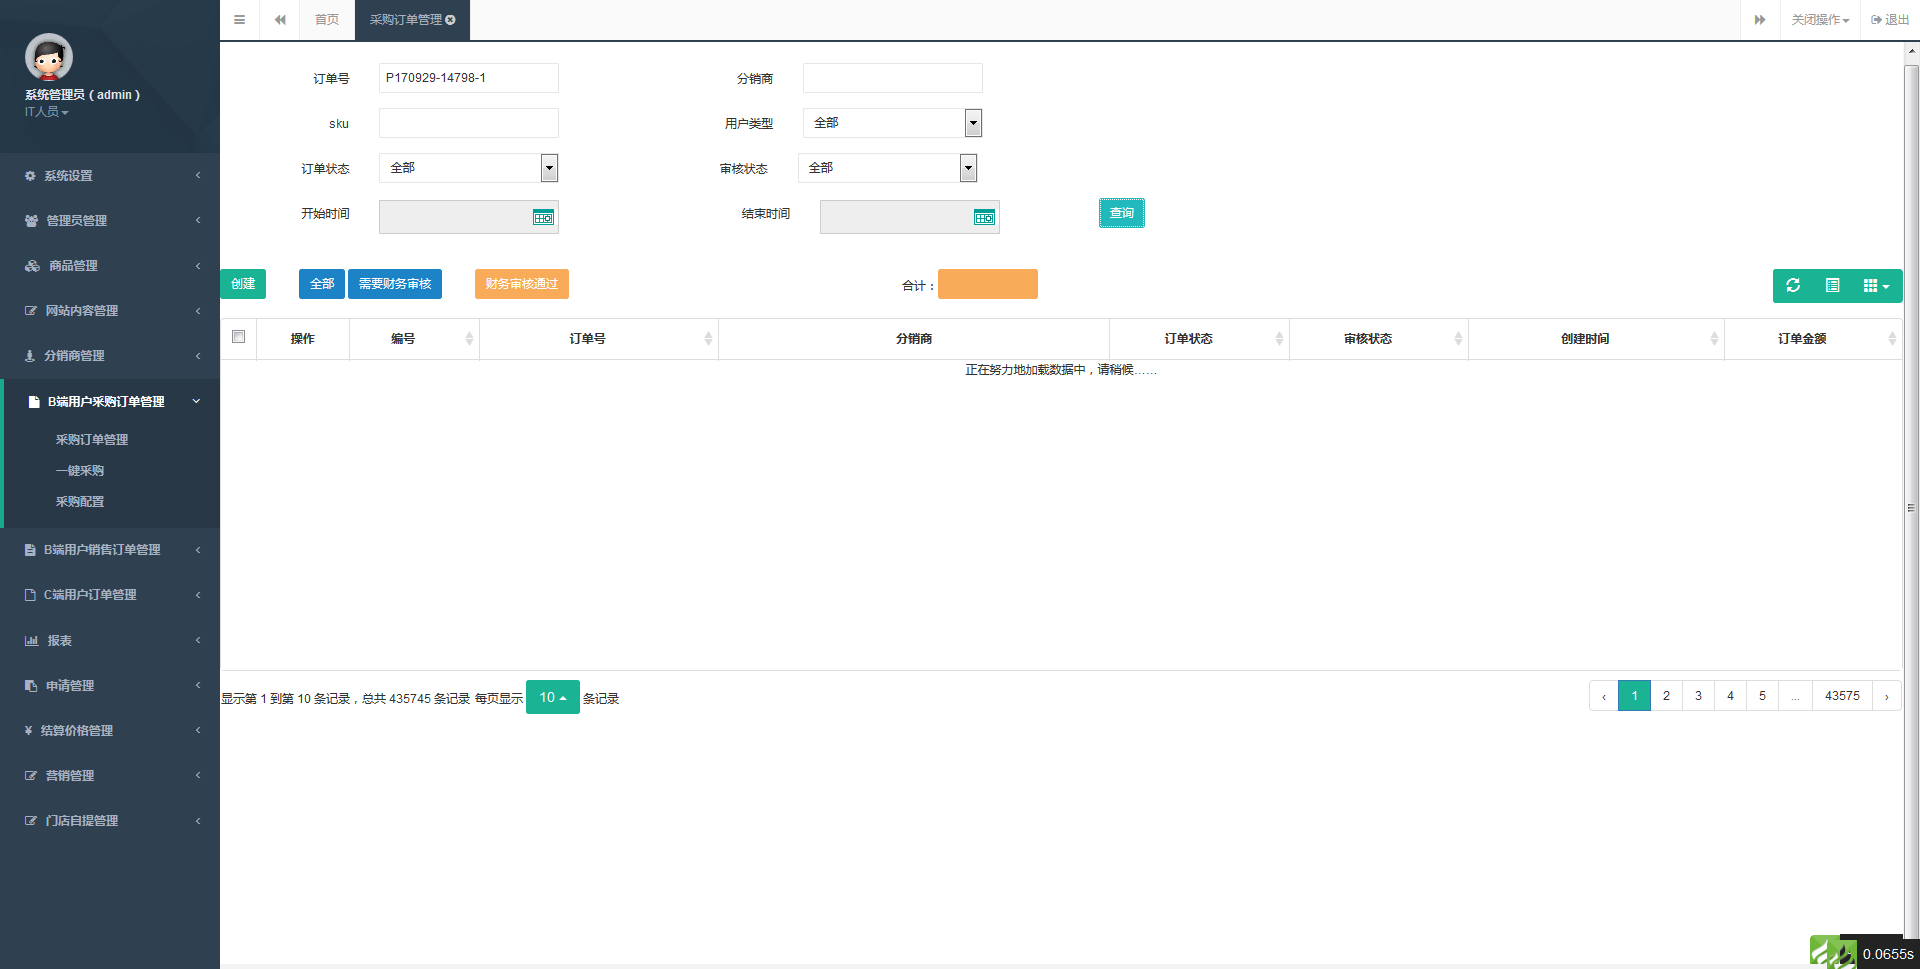 首页
采购订单管理
关闭操作
退出
系统管理员（admin）
IT人员
系统设置
管理员管理
商品管理
网站内容管理
分销商管理
B端用户采购订单管理
采购订单管理
一键采购
采购配置
B端用户销售订单管理
C端用户订单管理
报表
申请管理
结算价格管理
营销管理
门店自提管理
订单号 P170929-14798-1 分销商
sku 用户类型 全部
订单状态 全部 审核状态 全部
开始时间 结束时间 查询
创建 全部 需要财务审核 财务审核通过 合计：
操作 编号 订单号 分销商 订单状态 审核状态 创建时间 订单金额
正在努力地加载数据中，请稍候……
显示第 1 到第 10 条记录，总共 435745 条记录 每页显示 10 条记录
‹ 1 2 3 4 5 ... 43575 ›
0.0655s